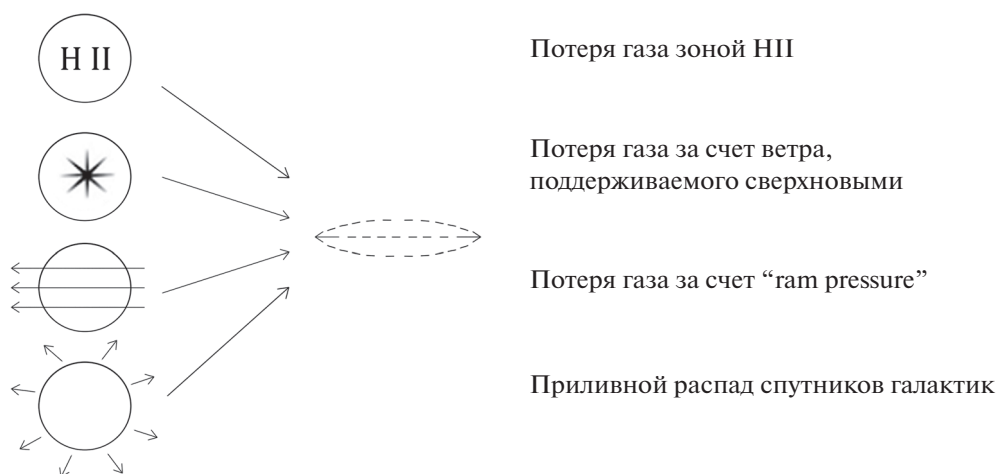 H II
Потеря газа зоной HII
Потеря газа за счет ветра,
поддерживаемого сверхновыми
Потеря газа за счет “ram pressure”
Приливной распад спутников галактик